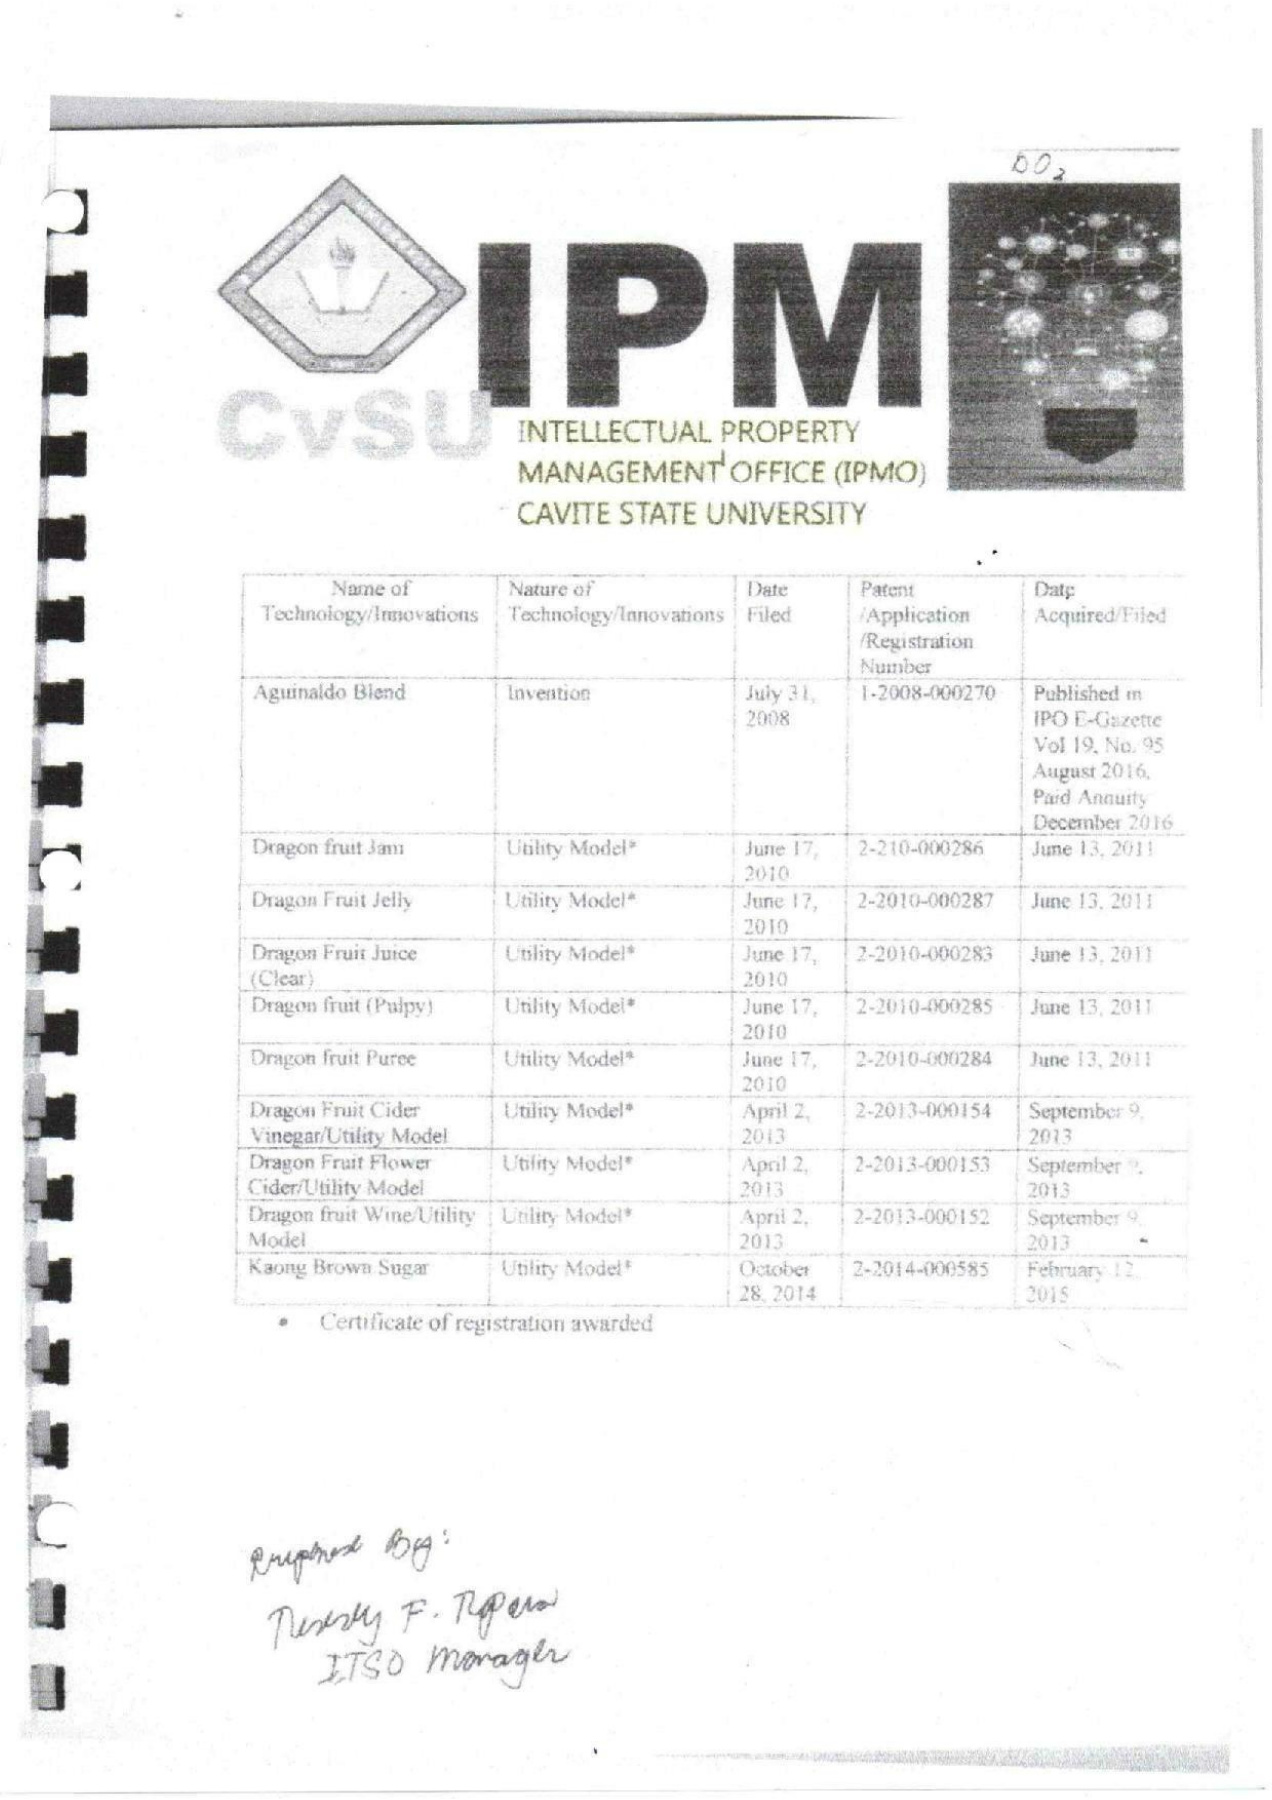 DO2
IPM
CvSU
INTELLECTUAL PROPERTY
MANAGEMENT OFFICE (IPMO)
CAVITE STATE UNIVERSITY
Name of Technology/Innovations | Nature of Technology/Innovations | Date Filed | Patent /Application /Registration Number | Date Acquired/Filed
Aguinaldo Blend | Invention | July 31, 2008 | 1-2008-000270 | Published in IPO E-Gazette Vol 19, No. 95 August 2016, Paid Annuity December 2016
Dragon fruit Jam | Utility Model* | June 17, 2010 | 2-210-000286 | June 13, 2011
Dragon Fruit Jelly | Utility Model* | June 17, 2010 | 2-2010-000287 | June 13, 2011
Dragon Fruit Juice (Clear) | Utility Model* | June 17, 2010 | 2-2010-000283 | June 13, 2011
Dragon fruit (Pulpy) | Utility Model* | June 17, 2010 | 2-2010-000285 | June 13, 2011
Dragon fruit Puree | Utility Model* | June 17, 2010 | 2-2010-000284 | June 13, 2011
Dragon Fruit Cider Vinegar/Utility Model | Utility Model* | April 2, 2013 | 2-2013-000154 | September 9, 2013
Dragon Fruit Flower Cider/Utility Model | Utility Model* | April 2, 2013 | 2-2013-000153 | September 9, 2013
Dragon fruit Wine/Utility Model | Utility Model* | April 2, 2013 | 2-2013-000152 | September 9, 2013
Kaong Brown Sugar | Utility Model* | October 28, 2014 | 2-2014-000585 | February 12, 2015
• Certificate of registration awarded
Prepared By:
F.
ITSO Manager